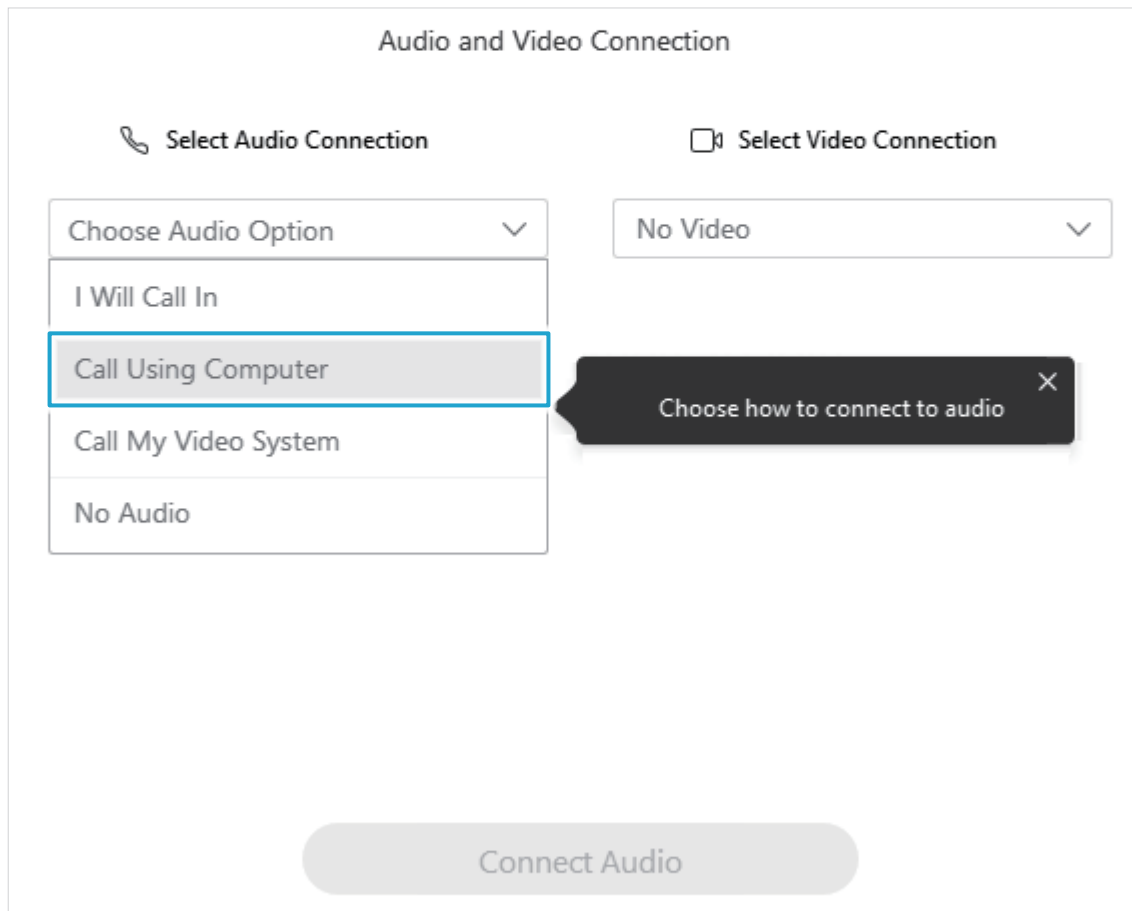 Audio and Video Connection
Select Audio Connection
Select Video Connection
Choose Audio Option
No Video
I Will Call In
Call Using Computer
Choose how to connect to audio
Call My Video System
No Audio
Connect Audio